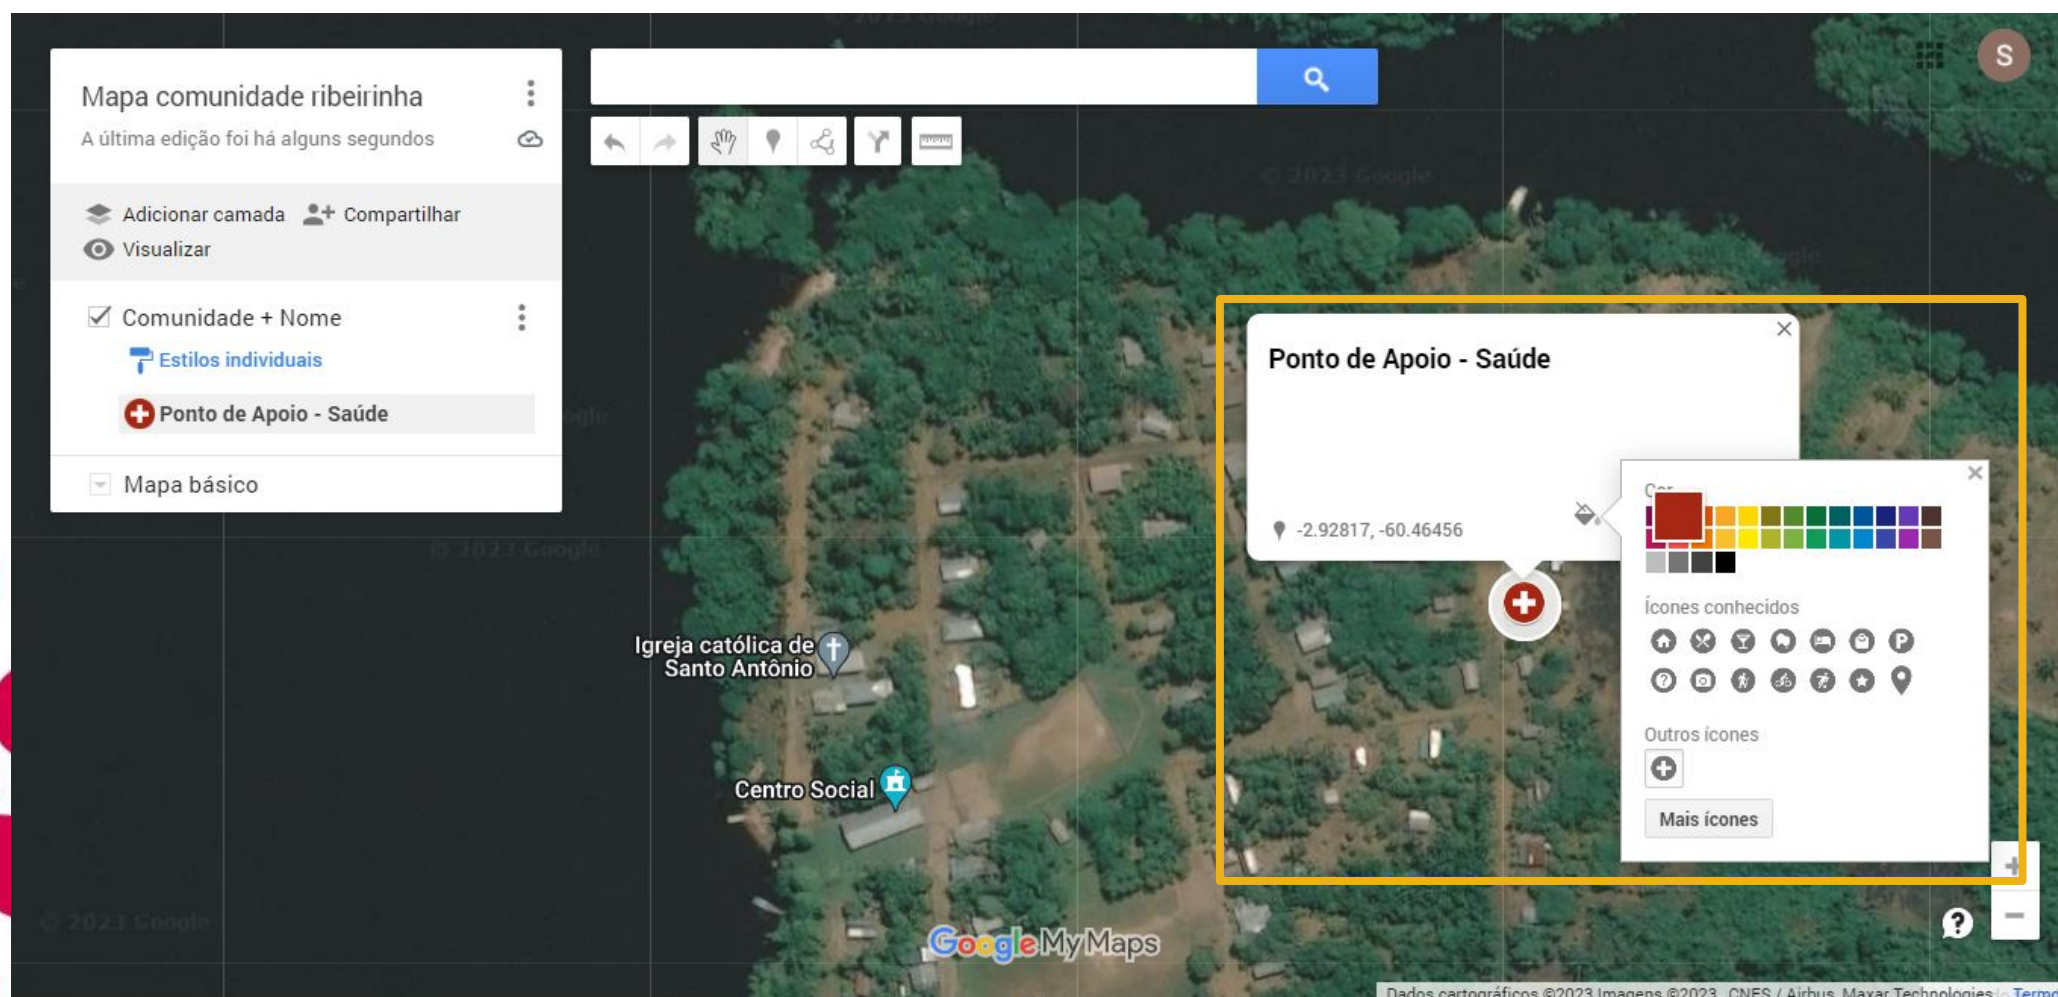 Mapa comunidade ribeirinha
A última edição foi há alguns segundos
Adicionar camada
Compartilhar
Visualizar
Comunidade + Nome
Estilos individuais
Ponto de Apoio - Saúde
Mapa básico
S
© 2023 Google
© 2023 Google
© 2023 Google
Ponto de Apoio - Saúde
-2.92817, -60.46456
Ícones conhecidos
Outros ícones
Mais ícones
Igreja católica de
Santo Antônio
Centro Social
Google My Maps
Dados cartográficos ©2023 Imagens ©2023 , CNES / Airbus, Maxar Technologies